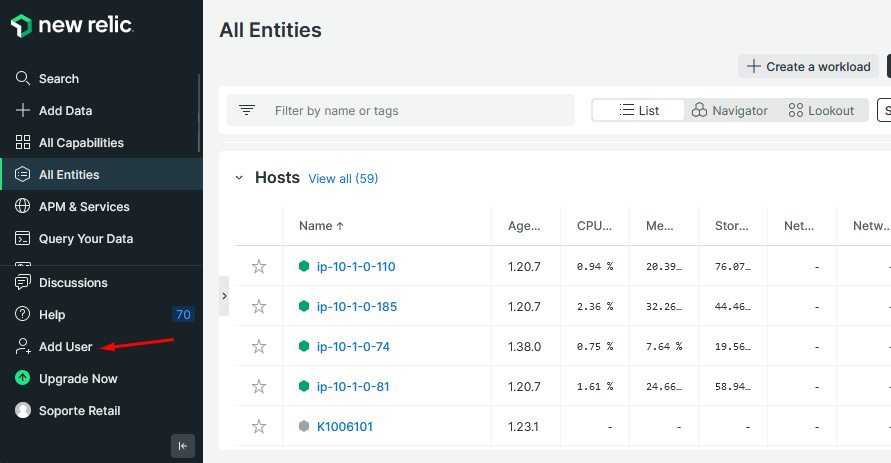 new relic
All Entities
Create a workload
Search
Add Data
All Capabilities
All Entities
APM & Services
Query Your Data
Discussions
Help 70
Add User
Upgrade Now
Soporte Retail
Filter by name or tags
List Navigator Lookout S
Hosts View all (59)
Name ↑ Age... CPU... Me... Stor... Net... Netw...
ip-10-1-0-110 1.20.7 0.94 % 20.39… 76.07… - -
ip-10-1-0-185 1.20.7 2.36 % 32.26… 44.46… - -
ip-10-1-0-74 1.38.0 0.75 % 7.64 % 19.56… - -
ip-10-1-0-81 1.20.7 1.61 % 24.66… 58.94… - -
K1006101 1.23.1 - - - - -